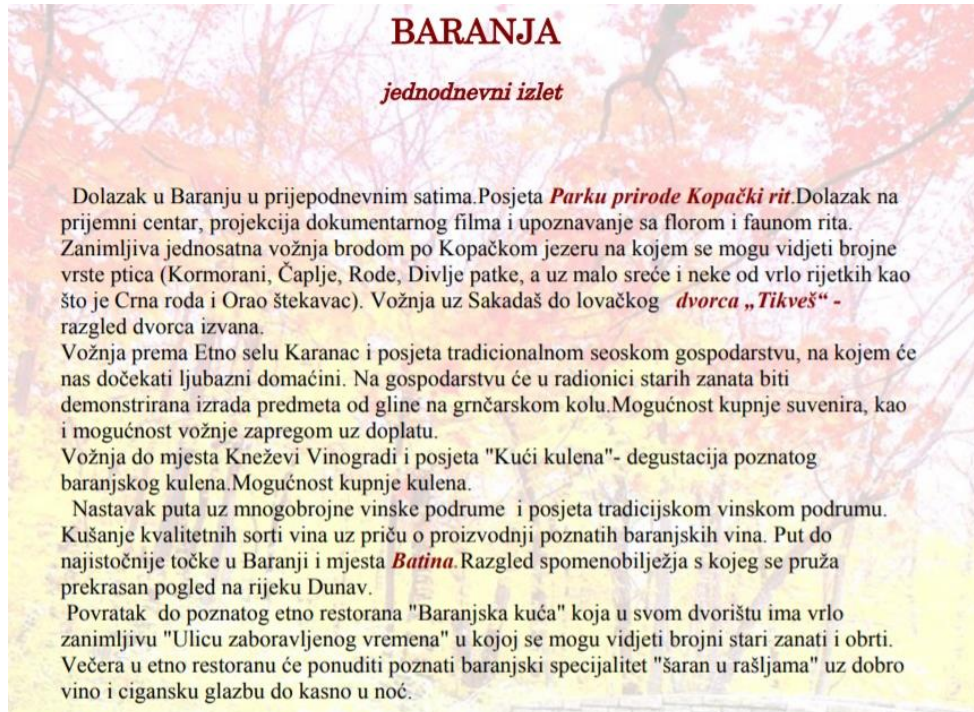 BARANJA
jednodnevni izlet
Dolazak u Baranju u prijepodnevnim satima.Posjeta Parku prirode Kopački rit.Dolazak na
prijemni centar, projekcija dokumentarnog filma i upoznavanje sa florom i faunom rita.
Zanimljiva jednosatna vožnja brodom po Kopačkom jezeru na kojem se mogu vidjeti brojne
vrste ptica (Kormorani, Čaplje, Rode, Divlje patke, a uz malo sreće i neke od vrlo rijetkih kao
što je Crna roda i Orao štekavac). Vožnja uz Sakadaš do lovačkog dvorca „Tikveš“ -
razgled dvorca izvana.
Vožnja prema Etno selu Karanac i posjeta tradicionalnom seoskom gospodarstvu, na kojem će
nas dočekati ljubazni domaćini. Na gospodarstvu će u radionici starih zanata biti
demonstrirana izrada predmeta od gline na grnčarskom kolu.Mogućnost kupnje suvenira, kao
i mogućnost vožnje zapregom uz doplatu.
Vožnja do mjesta Kneževi Vinogradi i posjeta "Kući kulena"- degustacija poznatog
baranjskog kulena.Mogućnost kupnje kulena.
Nastavak puta uz mnogobrojne vinske podrume i posjeta tradicijskom vinskom podrumu.
Kušanje kvalitetnih sorti vina uz priču o proizvodnji poznatih baranjskih vina. Put do
najistočnije točke u Baranji i mjesta Batina.Razgled spomenobilježja s kojeg se pruža
prekrasan pogled na rijeku Dunav.
Povratak do poznatog etno restorana "Baranjska kuća" koja u svom dvorištu ima vrlo
zanimljivu "Ulicu zaboravljenog vremena" u kojoj se mogu vidjeti brojni stari zanati i obrti.
Večera u etno restoranu će ponuditi poznati baranjski specijalitet "šaran u rašljama" uz dobro
vino i cigansku glazbu do kasno u noć.